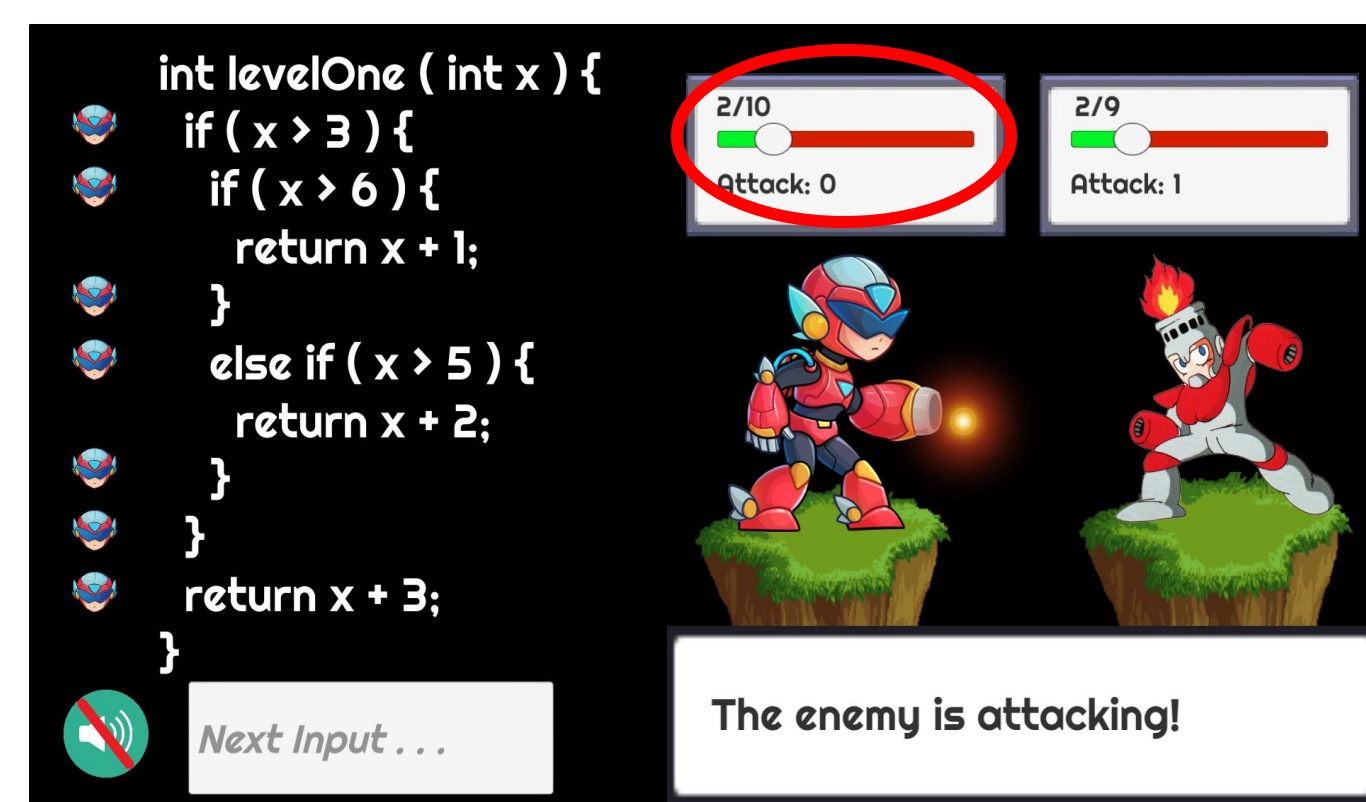 int levelOne ( int x ) {
if ( x > 3 ) {
if ( x > 6 ) {
return x + 1;
}
else if ( x > 5 ) {
return x + 2;
}
}
return x + 3;
}
Next Input . . .
2/10
Attack: 0
2/9
Attack: 1
The enemy is attacking!